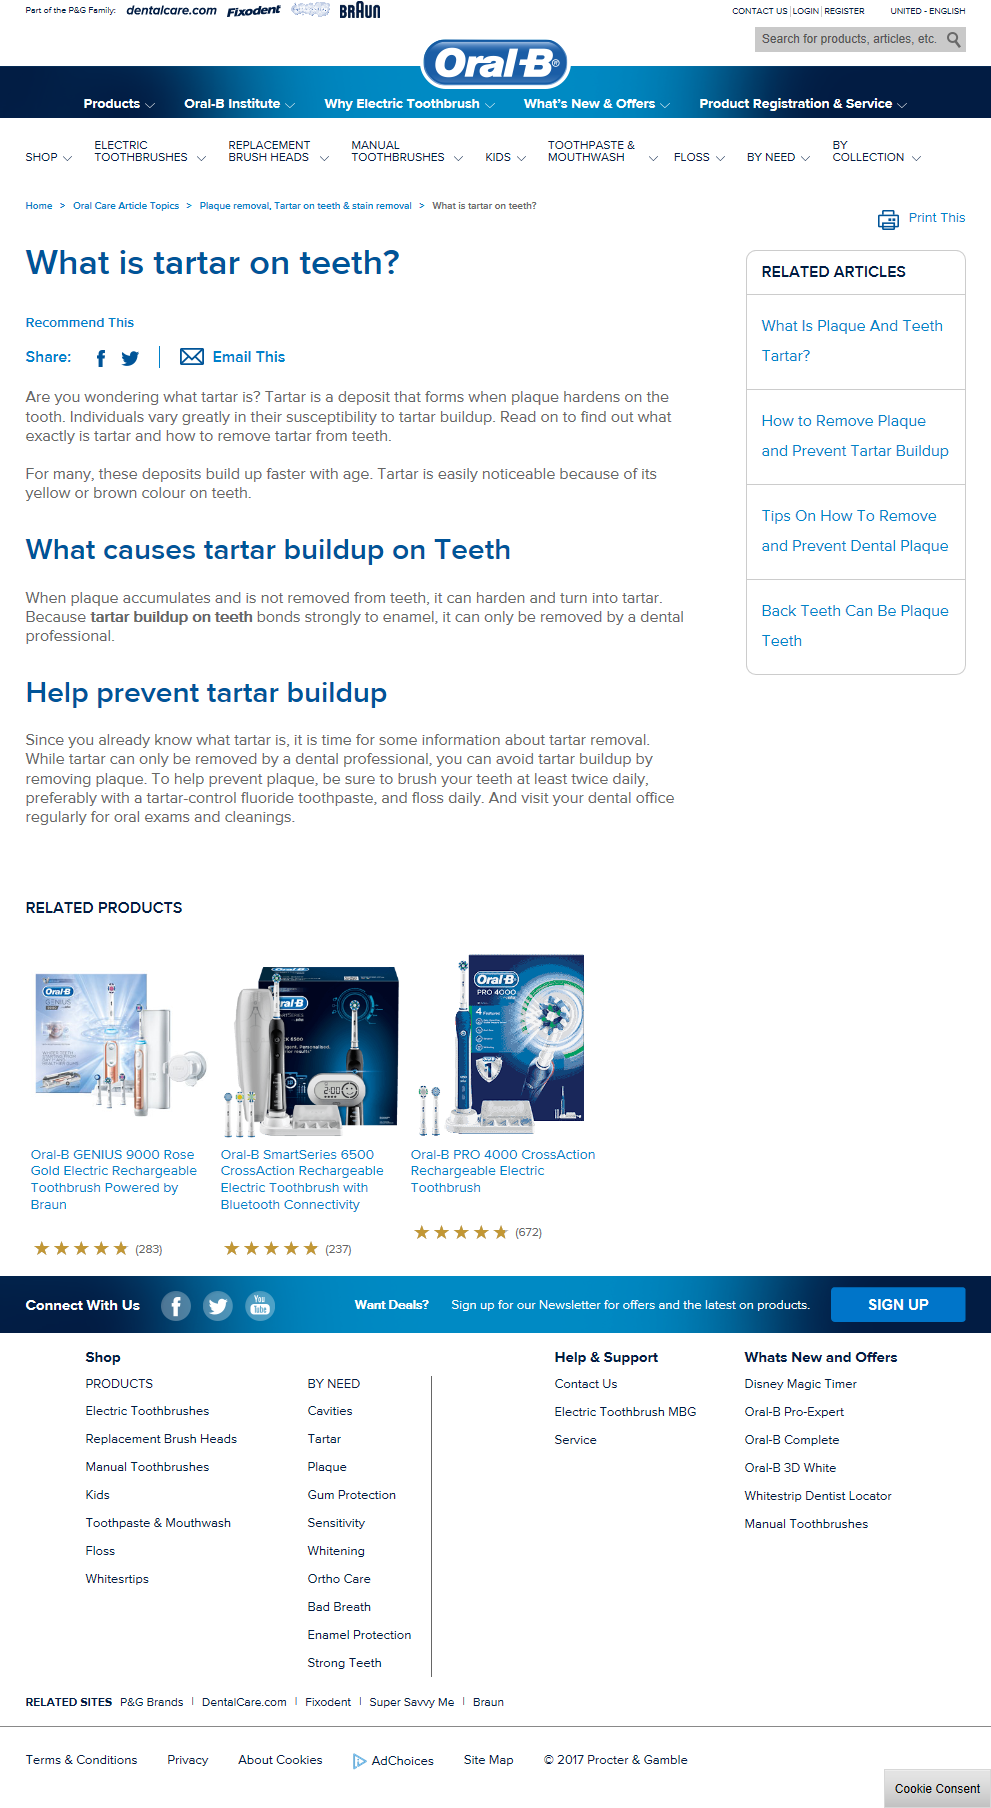 Part of the P&G Family: dentalcare.com Fixodent BRAUN
CONTACT US | LOGIN | REGISTER UNITED - ENGLISH
Search for products, articles, etc.
Oral-B®
Products Oral-B Institute Why Electric Toothbrush What's New & Offers Product Registration & Service
SHOP
ELECTRIC
TOOTHBRUSHES
REPLACEMENT
BRUSH HEADS
MANUAL
TOOTHBRUSHES
KIDS
TOOTHPASTE &
MOUTHWASH
FLOSS
BY NEED
BY
COLLECTION
Home > Oral Care Article Topics > Plaque removal, Tartar on teeth & stain removal > What is tartar on teeth?
Print This
What is tartar on teeth?
Recommend This
Share:
Email This
Are you wondering what tartar is? Tartar is a deposit that forms when plaque hardens on the
tooth. Individuals vary greatly in their susceptibility to tartar buildup. Read on to find out what
exactly is tartar and how to remove tartar from teeth.
For many, these deposits build up faster with age. Tartar is easily noticeable because of its
yellow or brown colour on teeth.
What causes tartar buildup on Teeth
When plaque accumulates and is not removed from teeth, it can harden and turn into tartar.
Because tartar buildup on teeth bonds strongly to enamel, it can only be removed by a dental
professional.
Help prevent tartar buildup
Since you already know what tartar is, it is time for some information about tartar removal.
While tartar can only be removed by a dental professional, you can avoid tartar buildup by
removing plaque. To help prevent plaque, be sure to brush your teeth at least twice daily,
preferably with a tartar-control fluoride toothpaste, and floss daily. And visit your dental office
regularly for oral exams and cleanings.
RELATED ARTICLES
What Is Plaque And Teeth
Tartar?
How to Remove Plaque
and Prevent Tartar Buildup
Tips On How To Remove
and Prevent Dental Plaque
Back Teeth Can Be Plaque
Teeth
RELATED PRODUCTS
Oral-B
GENIUS
Oral-B
2:00
Oral-B
PRO 4000
4
1
Oral-B GENIUS 9000 Rose
Gold Electric Rechargeable
Toothbrush Powered by
Braun
(283)
Oral-B SmartSeries 6500
CrossAction Rechargeable
Electric Toothbrush with
Bluetooth Connectivity
(237)
Oral-B PRO 4000 CrossAction
Rechargeable Electric
Toothbrush
(672)
Connect With Us
You
Tube
Want Deals? Sign up for our Newsletter for offers and the latest on products.
SIGN UP
Shop
PRODUCTS
Electric Toothbrushes
Replacement Brush Heads
Manual Toothbrushes
Kids
Toothpaste & Mouthwash
Floss
Whitesrtips
BY NEED
Cavities
Tartar
Plaque
Gum Protection
Sensitivity
Whitening
Ortho Care
Bad Breath
Enamel Protection
Strong Teeth
Help & Support
Contact Us
Electric Toothbrush MBG
Service
Whats New and Offers
Disney Magic Timer
Oral-B Pro-Expert
Oral-B Complete
Oral-B 3D White
Whitestrip Dentist Locator
Manual Toothbrushes
RELATED SITES P&G Brands | DentalCare.com | Fixodent | Super Savvy Me | Braun
Terms & Conditions Privacy About Cookies AdChoices Site Map © 2017 Procter & Gamble
Cookie Consent